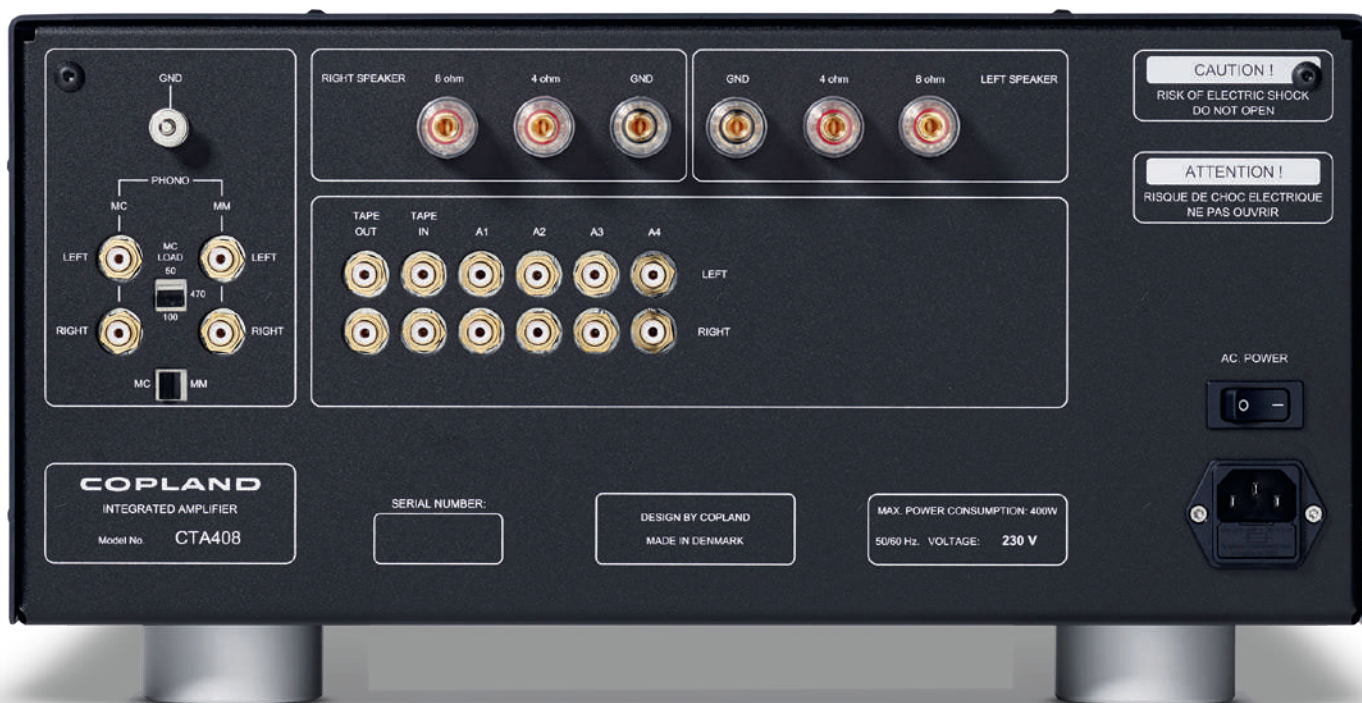 GND
PHONO
MC
MM
LEFT
MC
LOAD
50
LEFT
470
100
RIGHT
RIGHT
MC
MM
RIGHT SPEAKER
8 ohm
4 ohm
GND
GND
4 ohm
8 ohm
LEFT SPEAKER
TAPE
OUT
TAPE
IN
A1
A2
A3
A4
LEFT
RIGHT
CAUTION !
RISK OF ELECTRIC SHOCK
DO NOT OPEN
ATTENTION !
RISQUE DE CHOC ELECTRIQUE
NE PAS OUVRIR
AC. POWER
O –
COPLAND
INTEGRATED AMPLIFIER
Model No. CTA408
SERIAL NUMBER:
DESIGN BY COPLAND
MADE IN DENMARK
MAX. POWER CONSUMPTION: 400W
50/60 Hz. VOLTAGE: 230 V